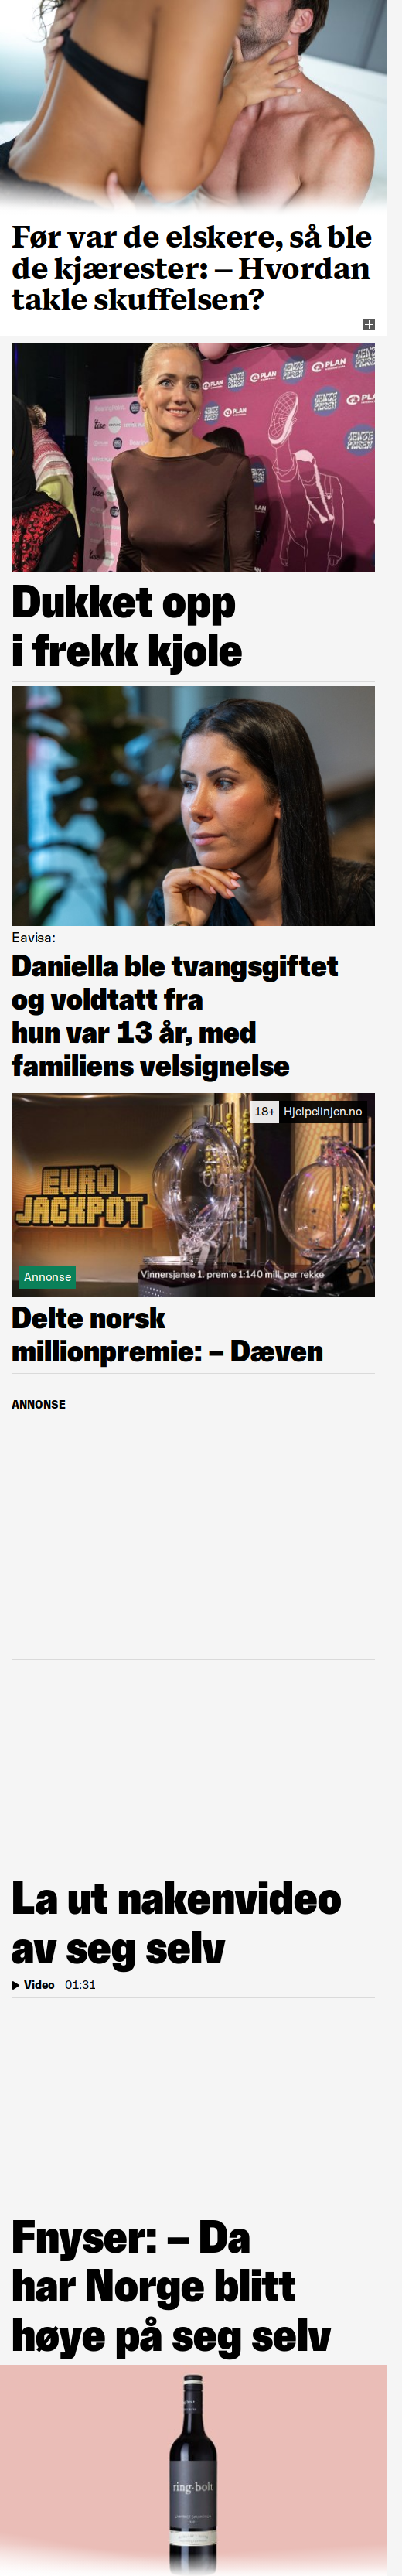 Før var de elskere, så ble
de kjærester: – Hvordan
takle skuffelsen?
PLAN
PLAN
PLAN
Dukket opp
i frekk kjole
Eavisa:
Daniella ble tvangsgiftet
og voldtatt fra
hun var 13 år, med
familiens velsignelse
18+ Hjelpelinjen.no
EURO
JACKPOT
Annonse
Vinnersjanse 1. premie 1:140 mill. per rekke
Delte norsk
millionpremie: – Dæven
ANNONSE
La ut nakenvideo
av seg selv
Video | 01:31
Fnyser: – Da
har Norge blitt
høye på seg selv
ring·bolt